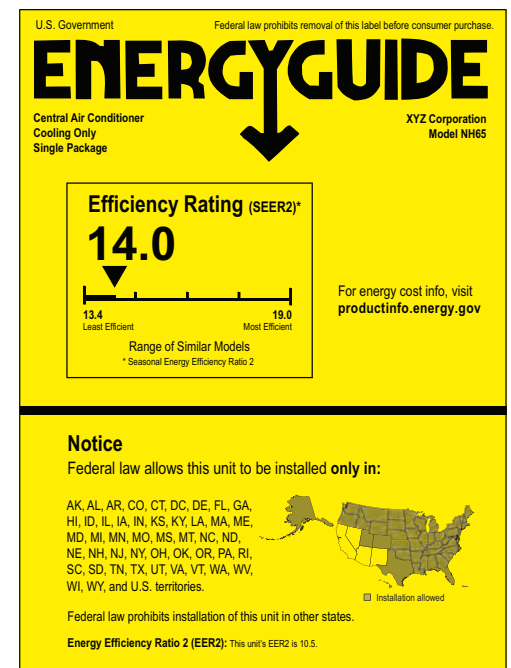 U.S. Government
Federal law prohibits removal of this label before consumer purchase.
ENERGYGUIDE
Central Air Conditioner
Cooling Only
Single Package
XYZ Corporation
Model NH65
Efficiency Rating (SEER2)*
14.0
13.4
Least Efficient
19.0
Most Efficient
Range of Similar Models
* Seasonal Energy Efficiency Ratio 2
For energy cost info, visit
productinfo.energy.gov
Notice
Federal law allows this unit to be installed only in:
AK, AL, AR, CO, CT, DC, DE, FL, GA,
HI, ID, IL, IA, IN, KS, KY, LA, MA, ME,
MD, MI, MN, MO, MS, MT, NC, ND,
NE, NH, NJ, NY, OH, OK, OR, PA, RI,
SC, SD, TN, TX, UT, VA, VT, WA, WV,
WI, WY, and U.S. territories.
Installation allowed
Federal law prohibits installation of this unit in other states.
Energy Efficiency Ratio 2 (EER2): This unit's EER2 is 10.5.